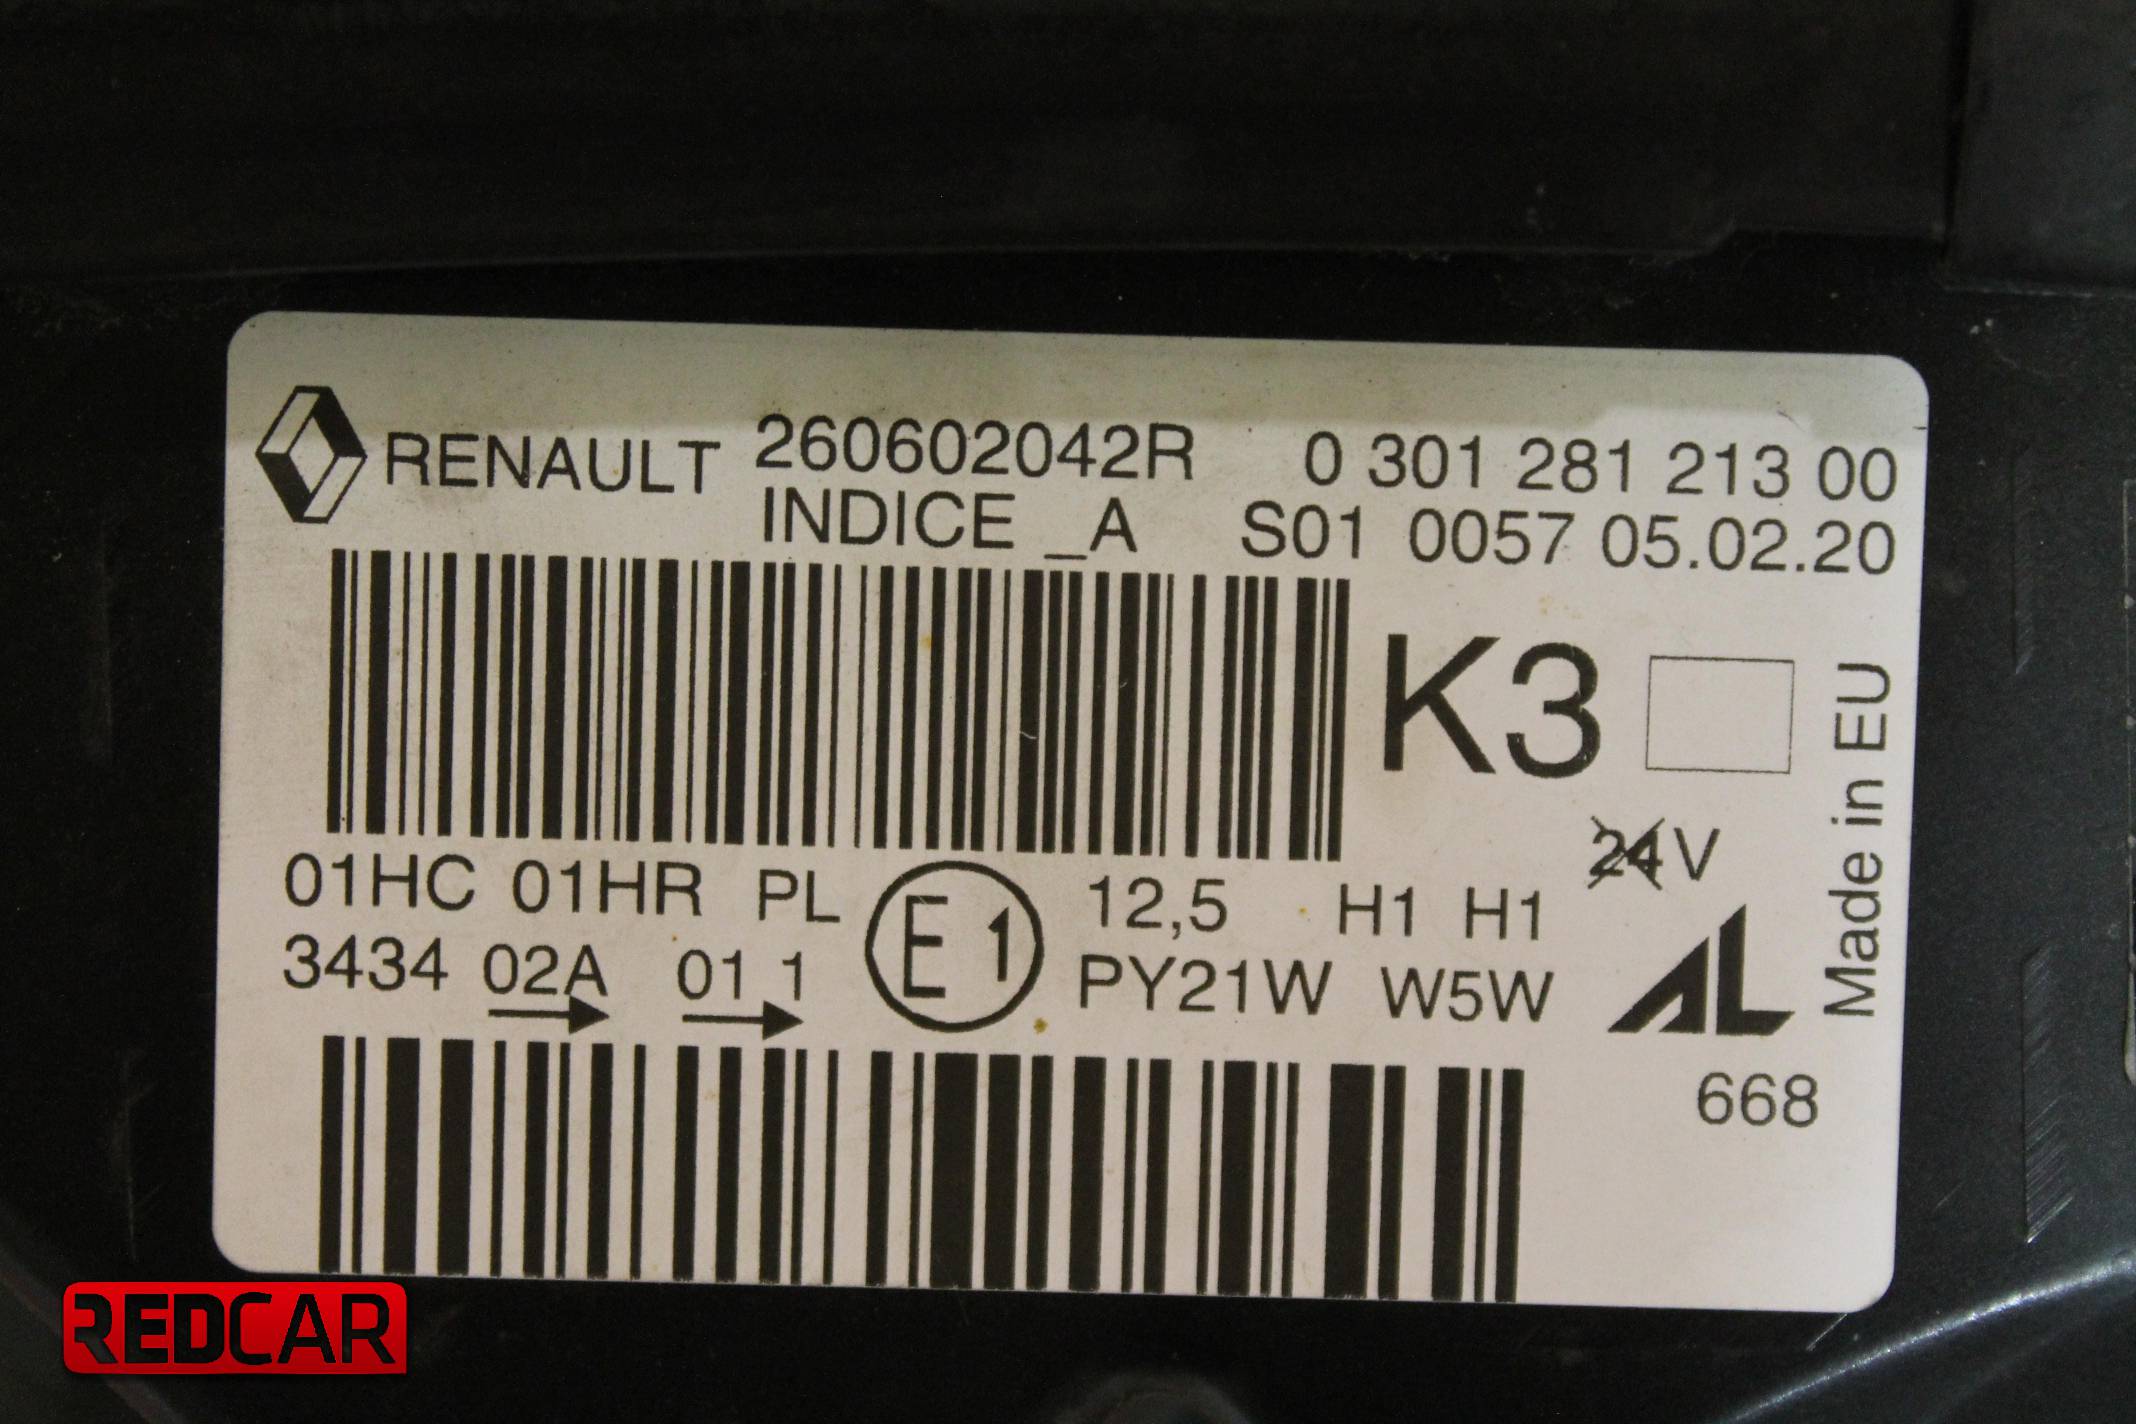 RENAULT 260602042R 0 301 281 213 00
INDICE _A S01 0057 05.02.20
K3
Made in EU
24V
01HC 01HR PL E1 12,5 H1 H1
3434 02A 01 1 PY21W W5W
AL
668
REDCAR